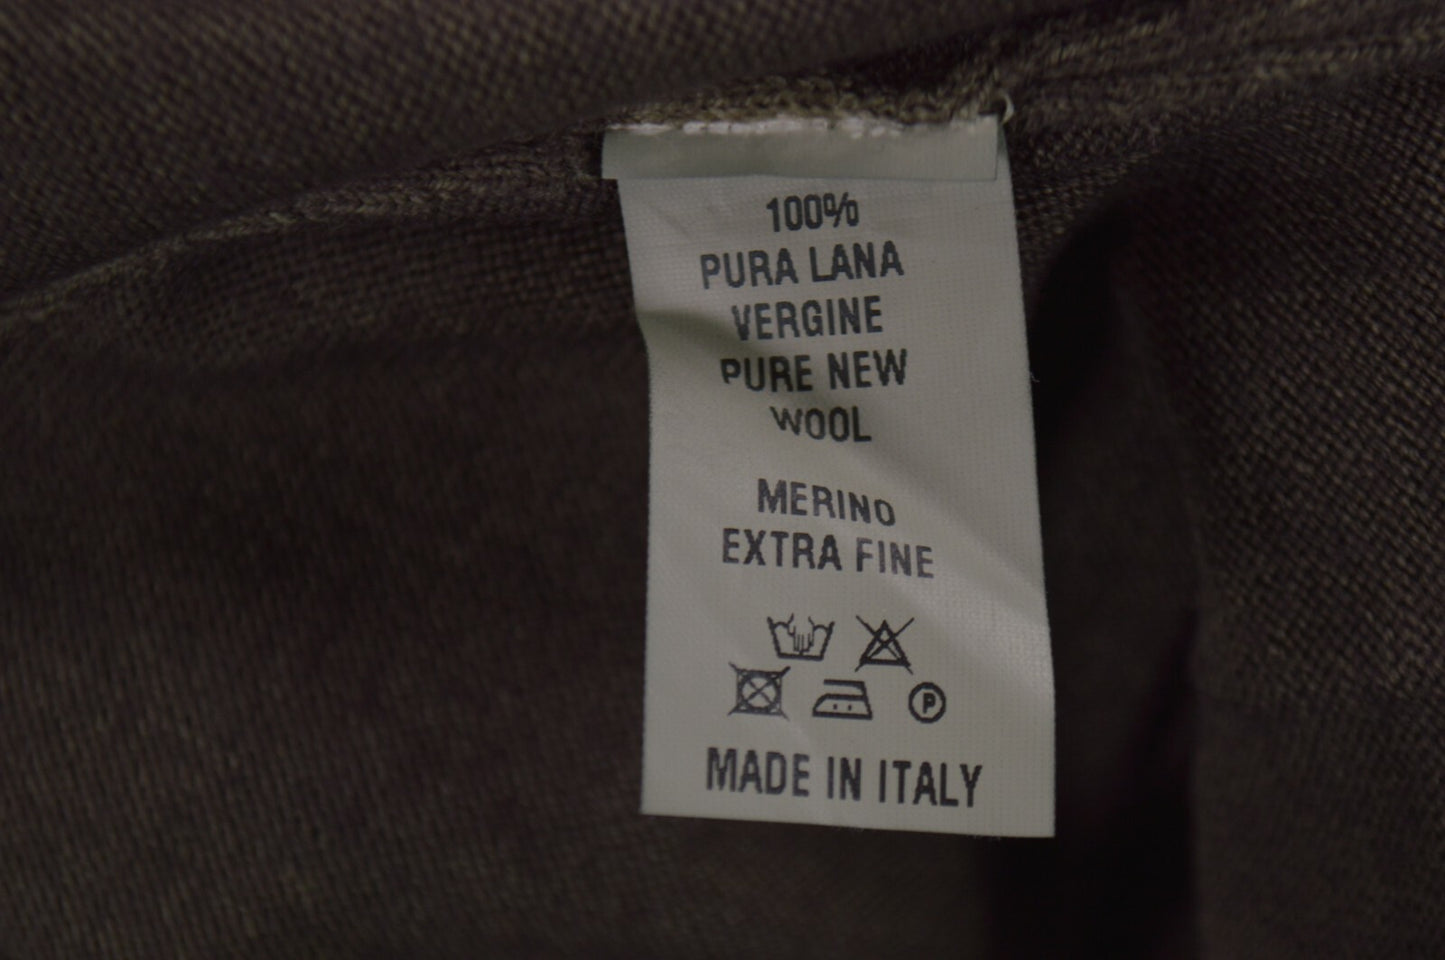 100%
PURA LANA
VERGINE
PURE NEW
WOOL
MERINO
EXTRA FINE
P
MADE IN ITALY